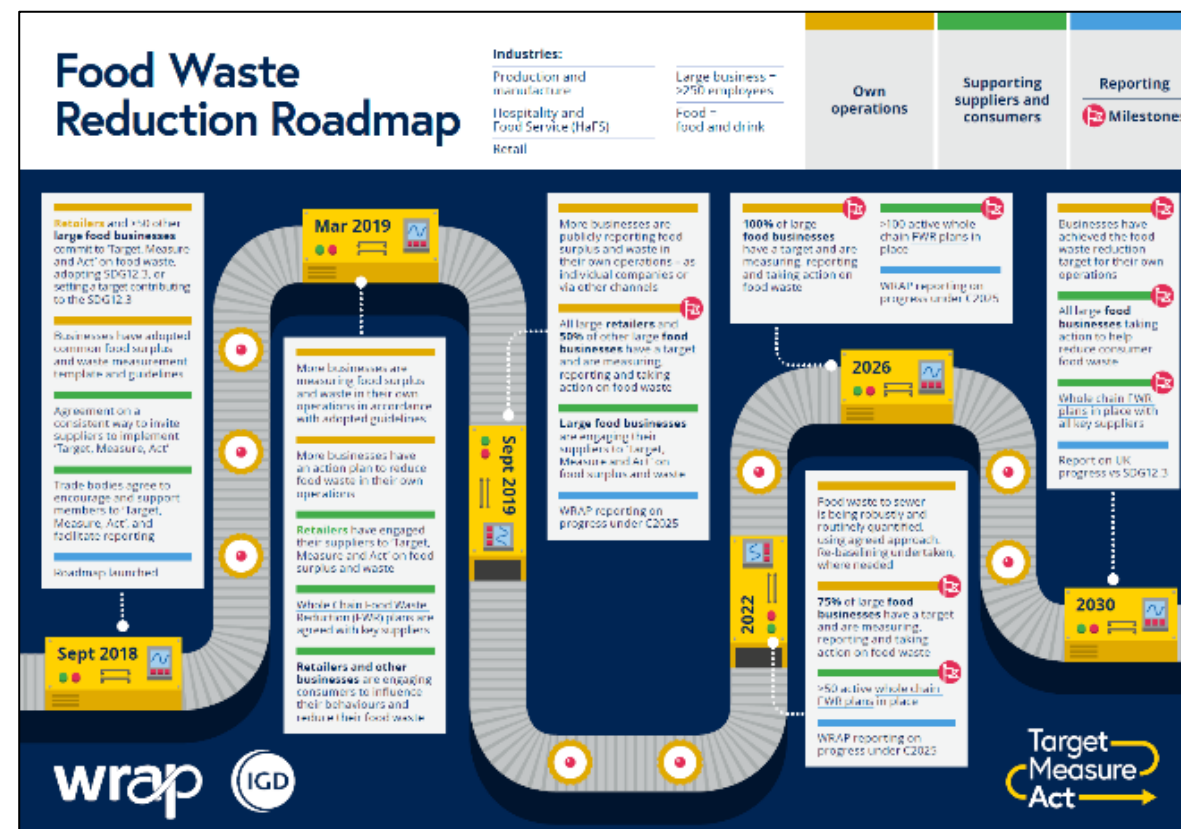 Food Waste
Reduction Roadmap
Industries:
Production and
manufacture
Hospitality and
Food Service (HaFS)
Retail
Large business =
>250 employees
Food =
food and drink
Own
operations
Supporting
suppliers and
consumers
Reporting
Milestones
Retailers and >50 other
large food businesses
commit to 'Target, Measure
and Act' on food waste,
adopting SDG12.3, or
setting a target contributing
to the SDG12.3
Businesses have adopted
common food surplus
and waste measurement
template and guidelines
Agreement on a
consistent way to invite
suppliers to implement
'Target, Measure, Act'
Trade bodies agree to
encourage and support
members to 'Target,
Measure, Act', and
facilitate reporting
Roadmap launched
Sept 2018
Mar 2019
More businesses are
measuring food surplus
and waste in their own
operations in accordance
with adopted guidelines
More businesses have
an action plan to reduce
food waste in their own
operations
Retailers have engaged
their suppliers to 'Target,
Measure and Act' on food
surplus and waste
Whole Chain Food Waste
Reduction (FWR) plans are
agreed with key suppliers
Retailers and other
businesses are engaging
consumers to influence
their behaviours and
reduce their food waste
Sept 2019
More businesses are
publicly reporting food
surplus and waste in
their own operations – as
individual companies or
via other channels
All large retailers and
50% of other large food
businesses have a target
and are measuring,
reporting and taking
action on food waste
Large food businesses
are engaging their
suppliers to 'Target,
Measure and Act' on
food surplus and waste
WRAP reporting on
progress under C2025
2022
Food waste to sewer
is being robustly and
routinely quantified,
using agreed approach.
Re-baselining undertaken,
where needed
75% of large food
businesses have a target
and are measuring,
reporting and taking
action on food waste
>50 active whole chain
FWR plans in place
WRAP reporting on
progress under C2025
100% of large
food businesses
have a target and are
measuring, reporting
and taking action on
food waste
>100 active whole
chain FWR plans in
place
WRAP reporting on
progress under C2025
2026
Businesses have
achieved the food
waste reduction
target for their own
operations
All large food
businesses taking
action to help
reduce consumer
food waste
Whole chain FWR
plans in place with
all key suppliers
Report on UK
progress vs SDG12.3
2030
wrap
IGD
Target
Measure
Act